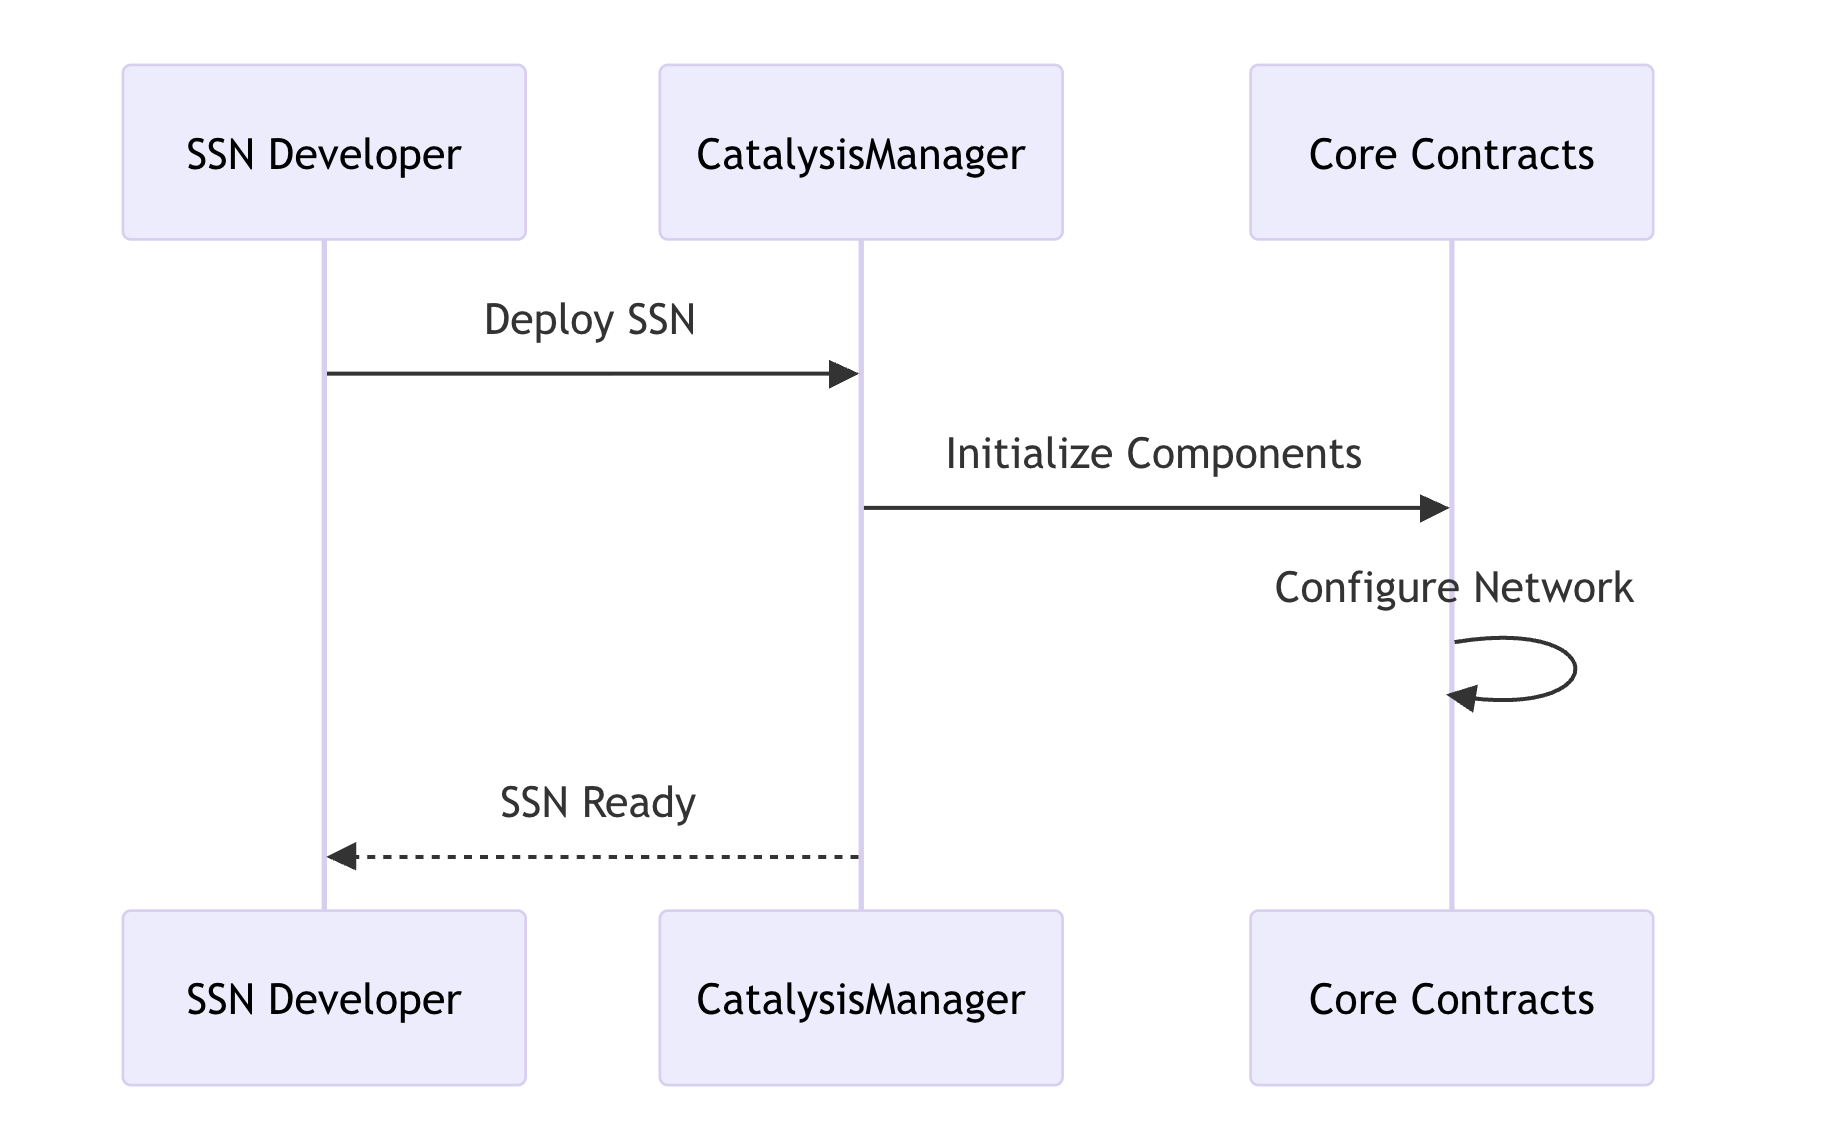 SSN Developer
CatalysisManager
Core Contracts
Deploy SSN
Initialize Components
Configure Network
SSN Ready
SSN Developer
CatalysisManager
Core Contracts